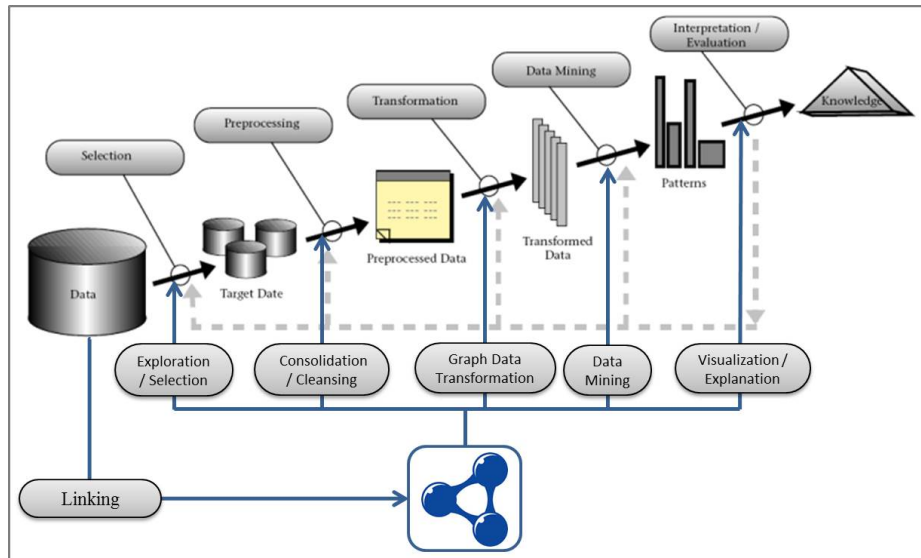 Interpretation /
Evaluation
Data Mining
Knowledge
Transformation
Preprocessing
Patterns
Selection
Transformed
Data
Preprocessed Data
Target Date
Data
Exploration
/ Selection
Consolidation
/ Cleansing
Graph Data
Transformation
Data
Mining
Visualization /
Explanation
Linking